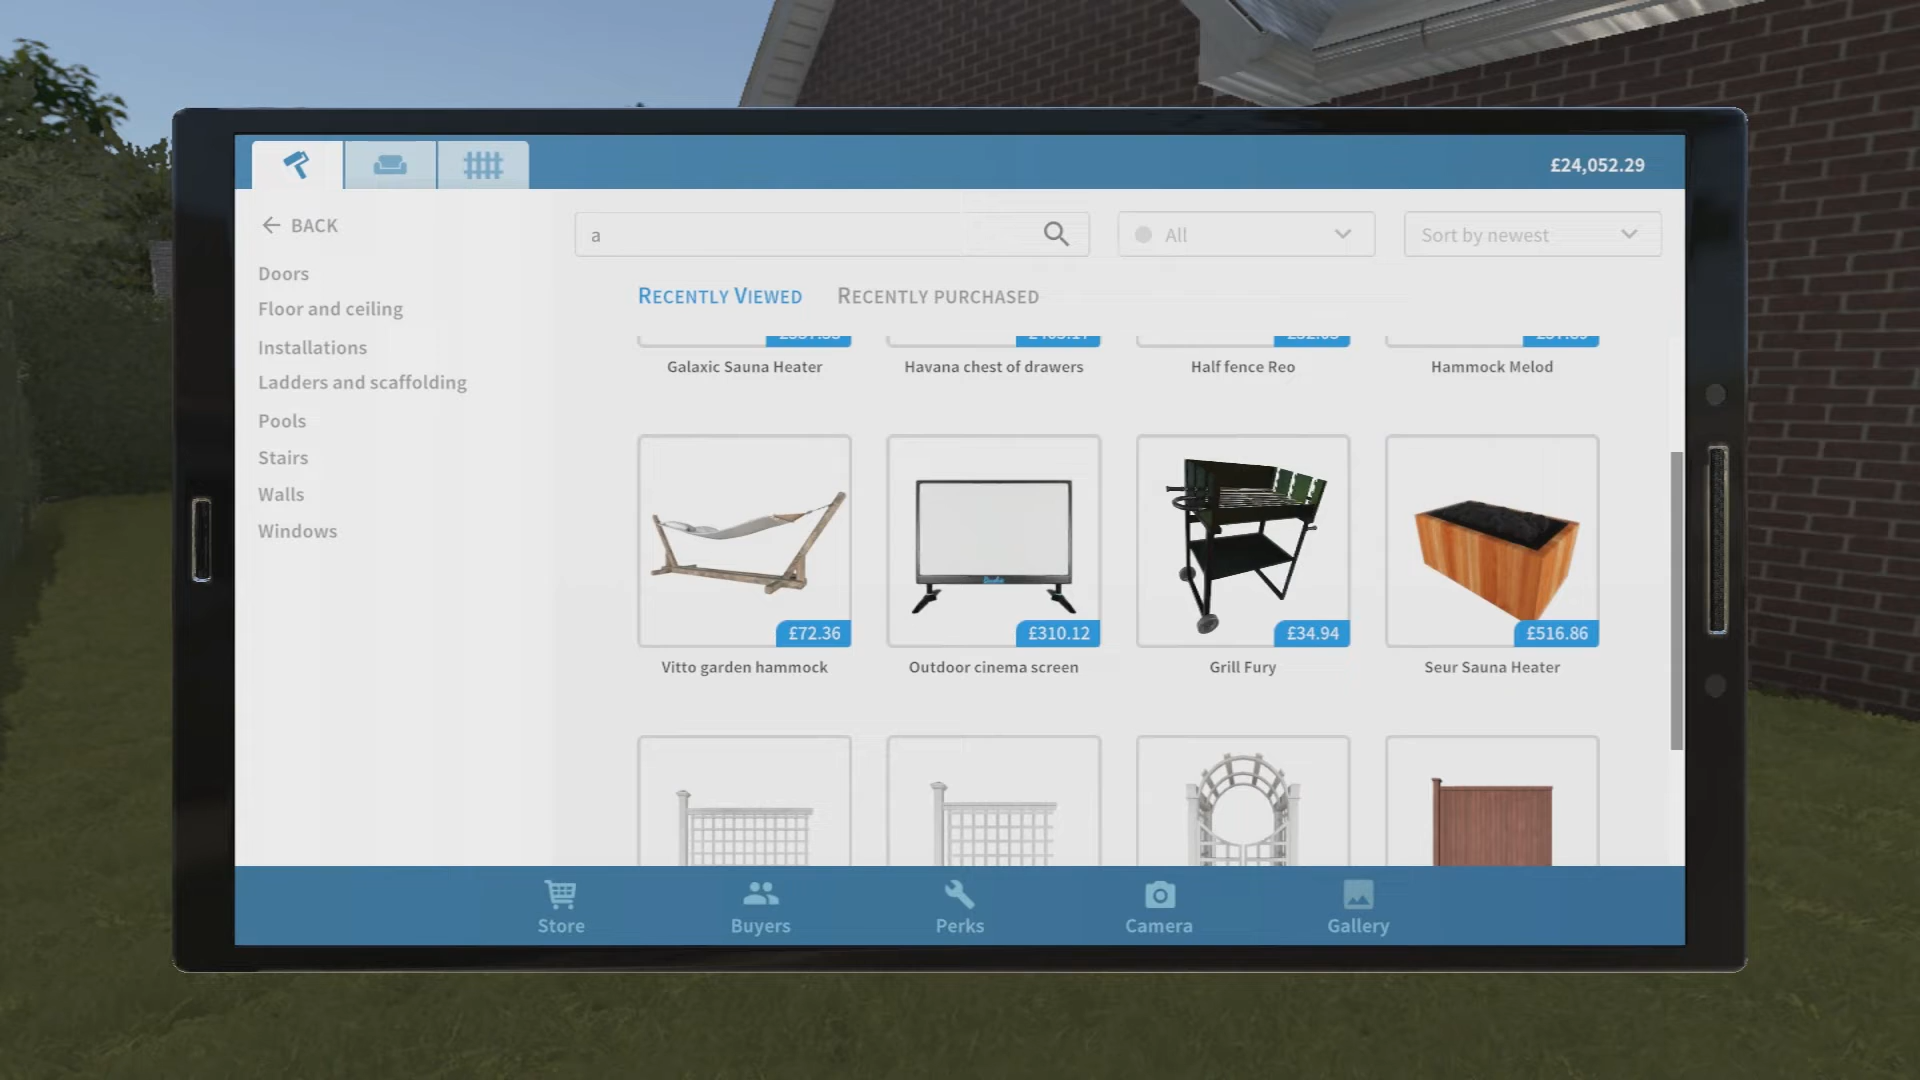 £24,052.29
BACK
a
All
Sort by newest
Doors
Floor and ceiling
Installations
Ladders and scaffolding
Pools
Stairs
Walls
Windows
RECENTLY VIEWED
RECENTLY PURCHASED
Galaxic Sauna Heater
Havana chest of drawers
Half fence Reo
Hammock Melod
£72.36
£310.12
£34.94
£516.86
Vitto garden hammock
Outdoor cinema screen
Grill Fury
Seur Sauna Heater
Store
Buyers
Perks
Camera
Gallery